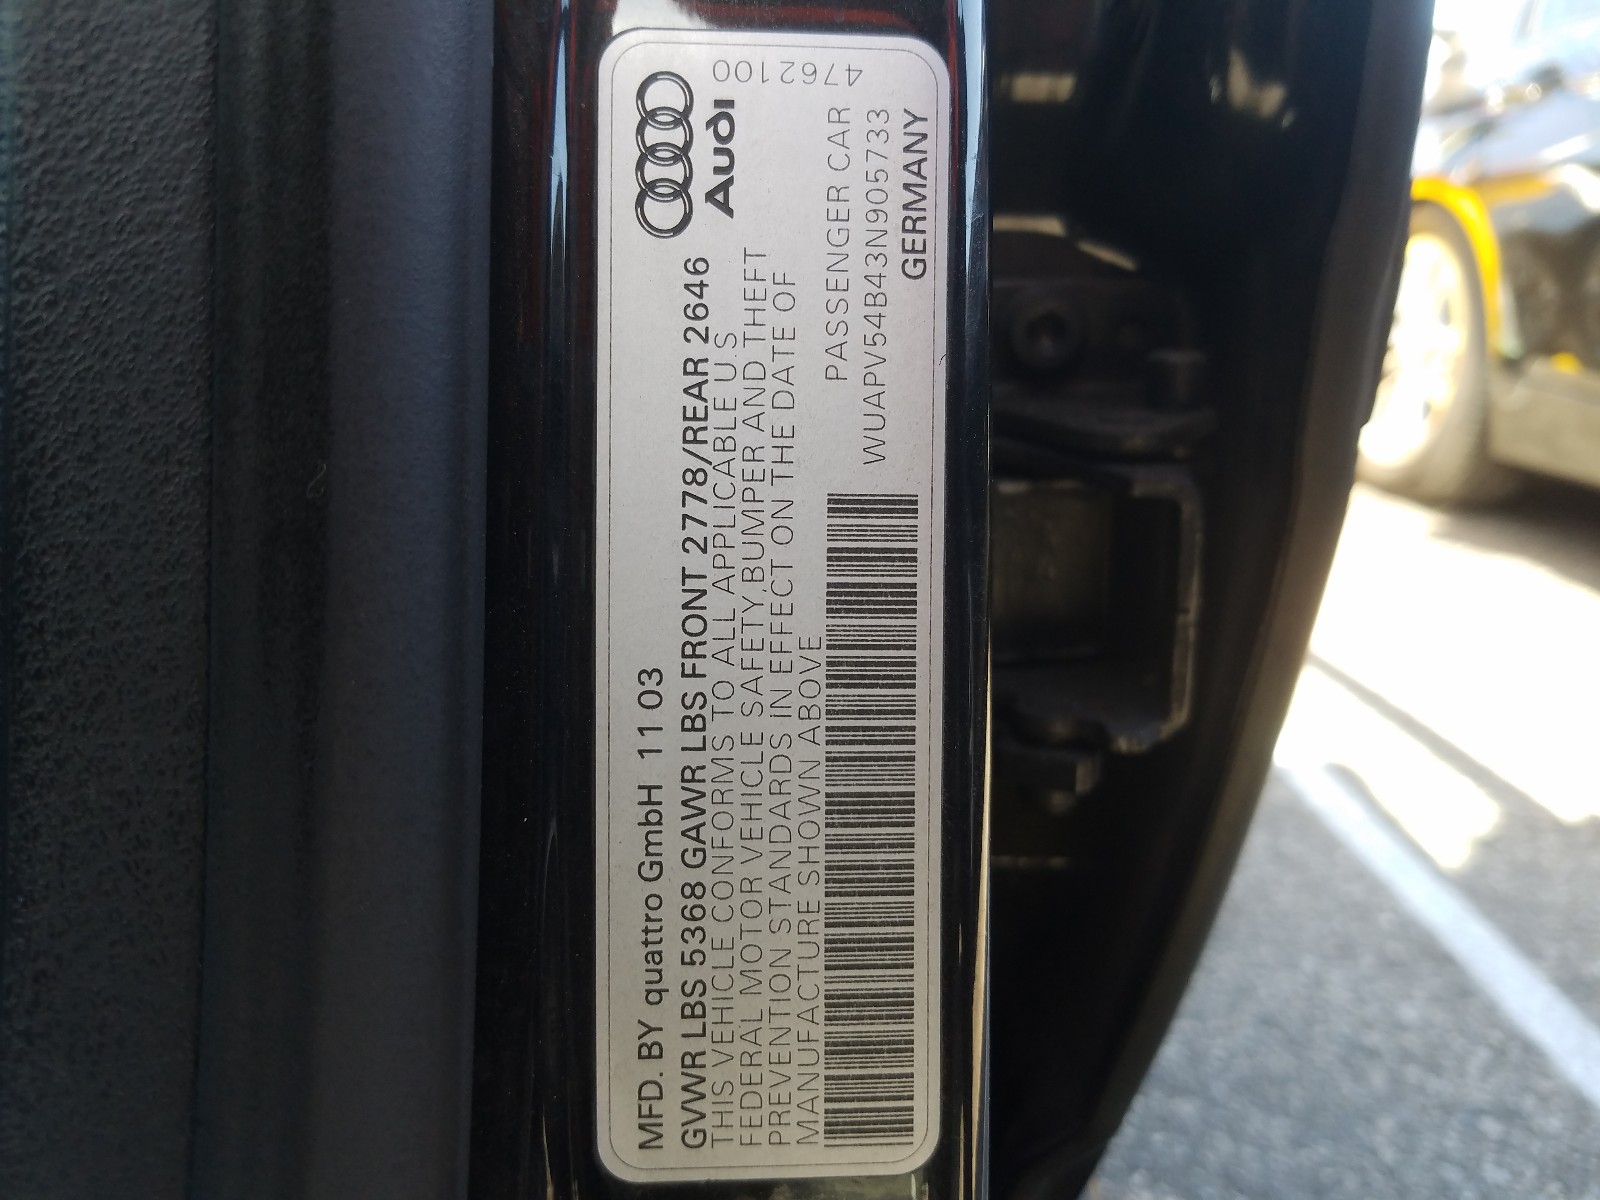 MFD. BY quattro GmbH 11 03
GVWR LBS 5368 GAWR LBS FRONT 2778/REAR 2646
THIS VEHICLE CONFORMS TO ALL APPLICABLE U.S
FEDERAL MOTOR VEHICLE SAFETY,BUMPER AND THEFT
PREVENTION STANDARDS IN EFFECT ON THE DATE OF
MANUFACTURE SHOWN ABOVE
Audi
4762100
PASSENGER CAR
WUAPV54B43N905733
GERMANY